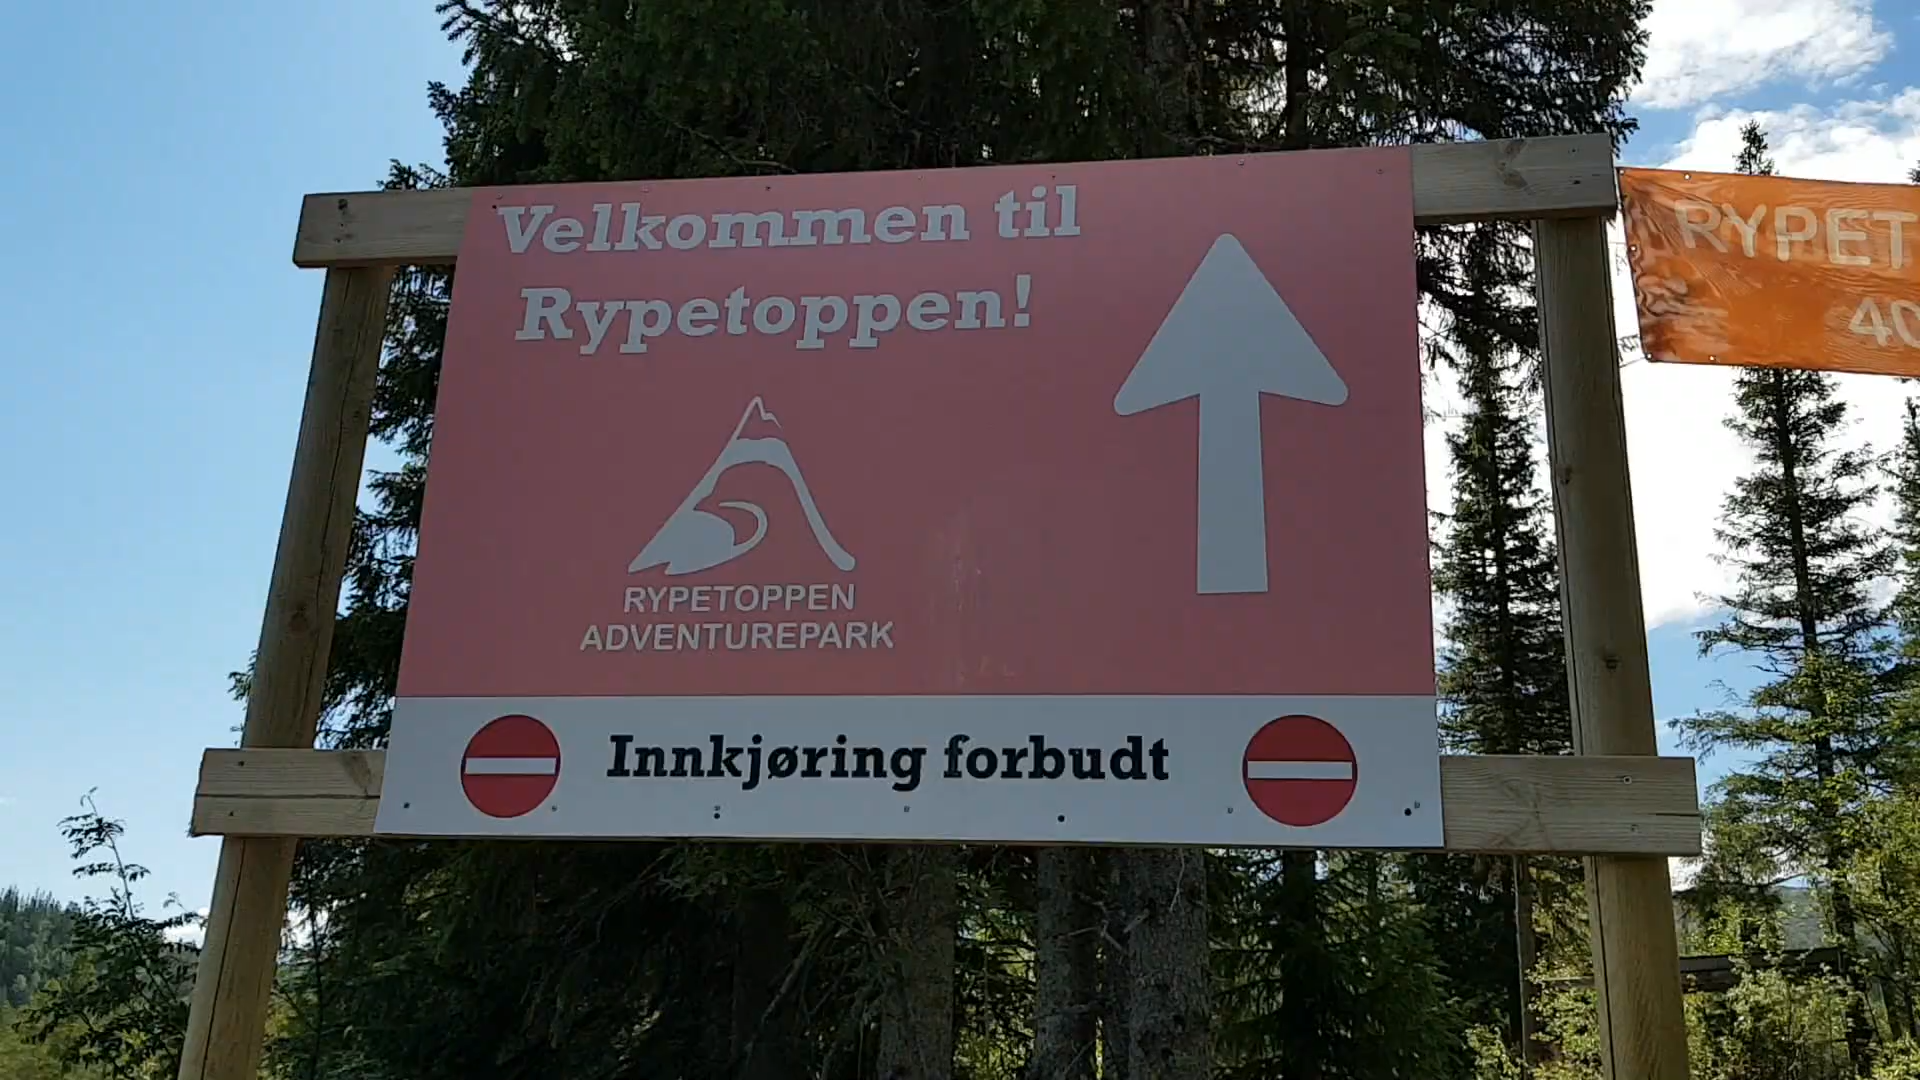 Velkommen til
Rypetoppen!
RYPETOPPEN
ADVENTUREPARK
Innkjøring forbudt
RYPET
40